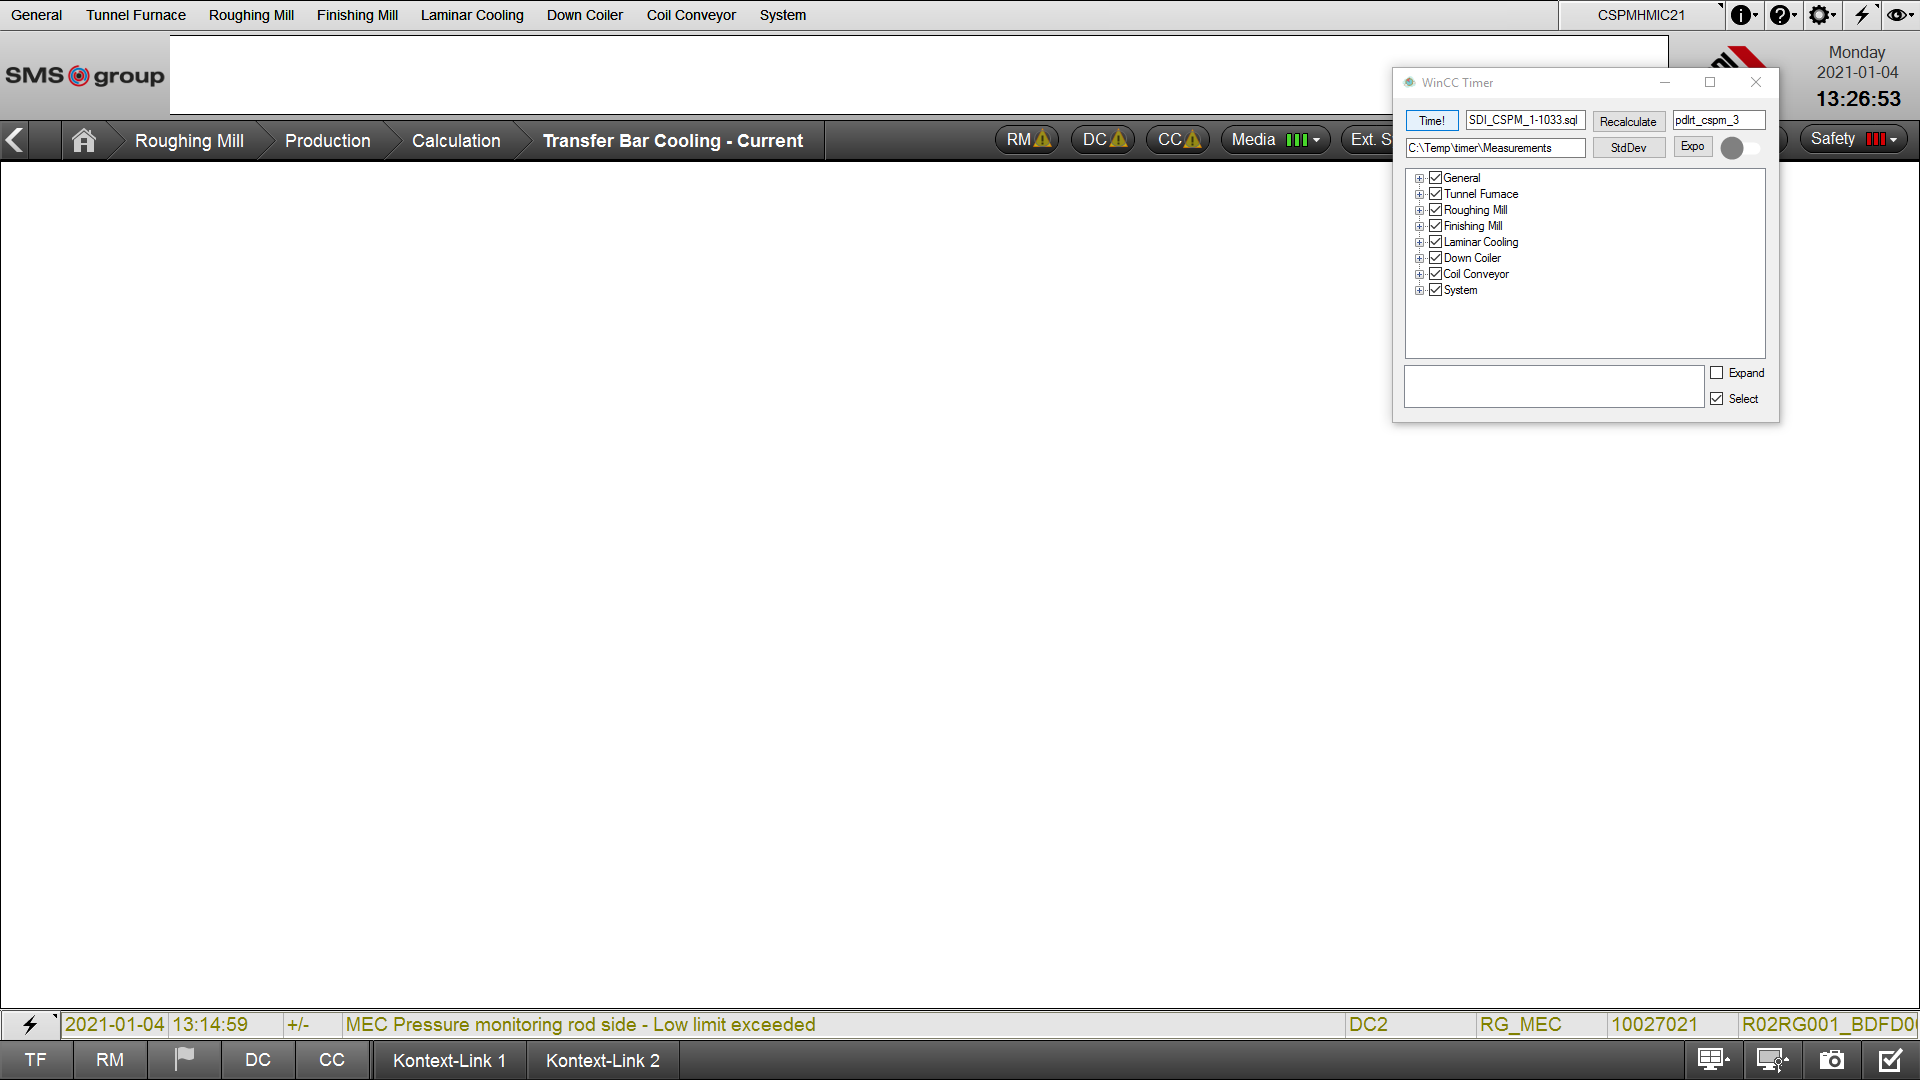 General Tunnel Furnace Roughing Mill Finishing Mill Laminar Cooling Down Coiler Coil Conveyor System CSPMHMIC21
SMS group
Monday
2021-01-04
13:26:53
Roughing Mill Production Calculation Transfer Bar Cooling - Current RM DC CC Media Ext. S Safety
WinCC Timer
Time! SDI_CSPM_1-1033.sql Recalculate pdlrt_cspm_3
C:\Temp\timer\Measurements StdDev Expo
General
Tunnel Furnace
Roughing Mill
Finishing Mill
Laminar Cooling
Down Coiler
Coil Conveyor
System
Expand
Select
2021-01-04 13:14:59 +/- MEC Pressure monitoring rod side - Low limit exceeded DC2 RG_MEC 10027021
TF RM DC CC Kontext-Link 1 Kontext-Link 2